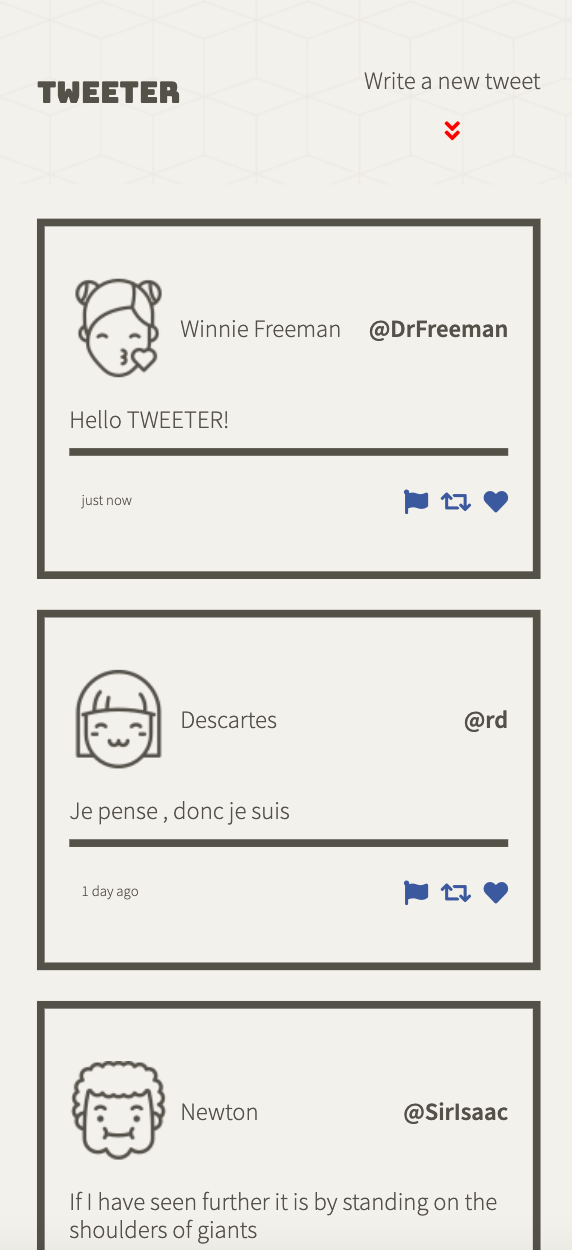 TWEETER
Write a new tweet
Winnie Freeman @DrFreeman
Hello TWEETER!
just now
Descartes @rd
Je pense , donc je suis
1 day ago
Newton @SirIsaac
If I have seen further it is by standing on the
shoulders of giants